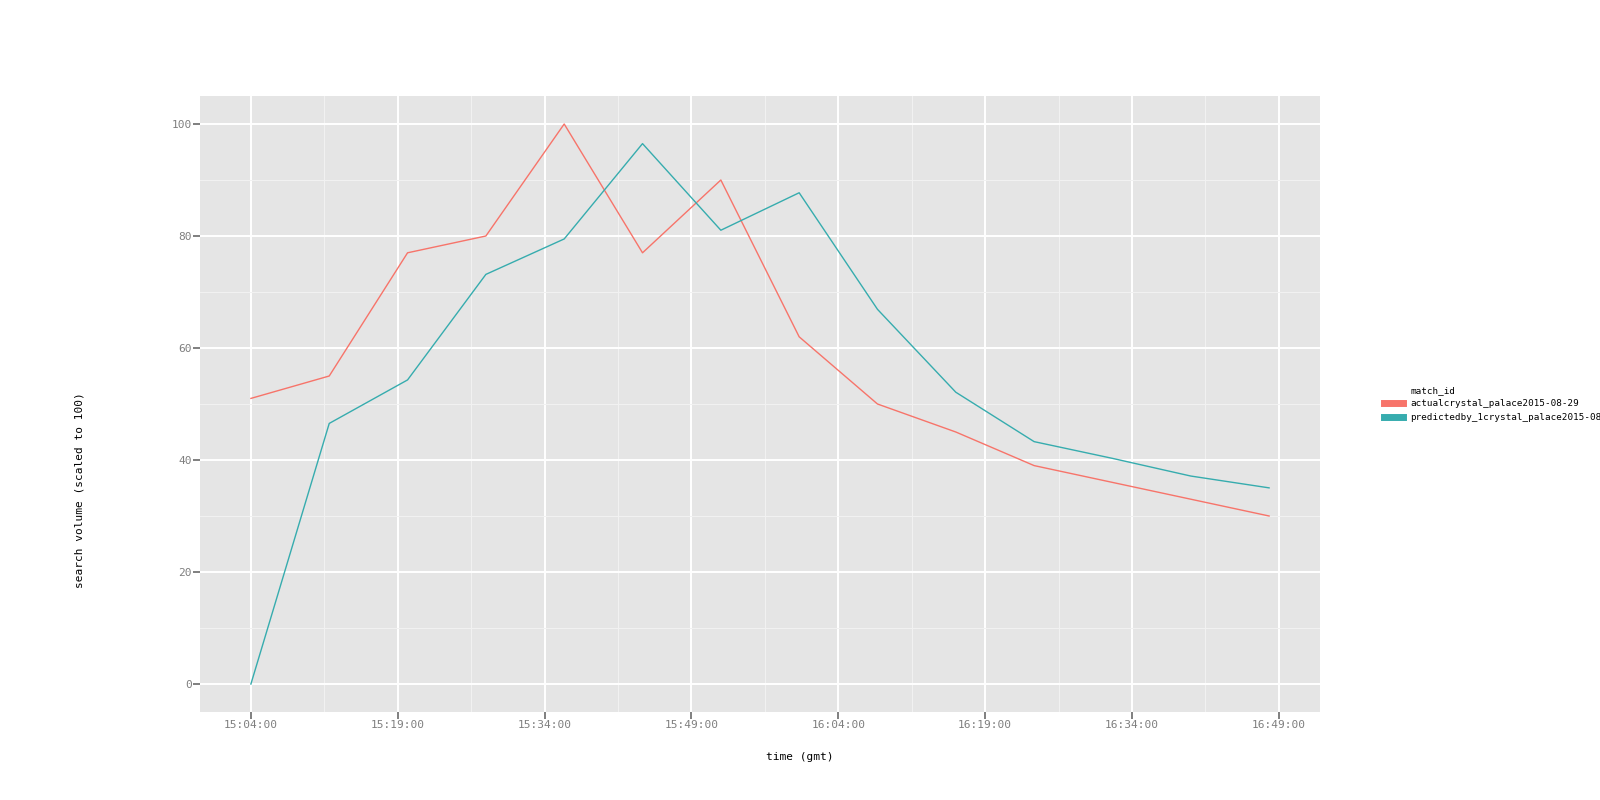 100
80
60
40
20
0
search volume (scaled to 100)
15:04:00 15:19:00 15:34:00 15:49:00 16:04:00 16:19:00 16:34:00 16:49:00
time (gmt)
match_id
actualcrystal_palace2015-08-29
predictedby_1crystal_palace2015-08